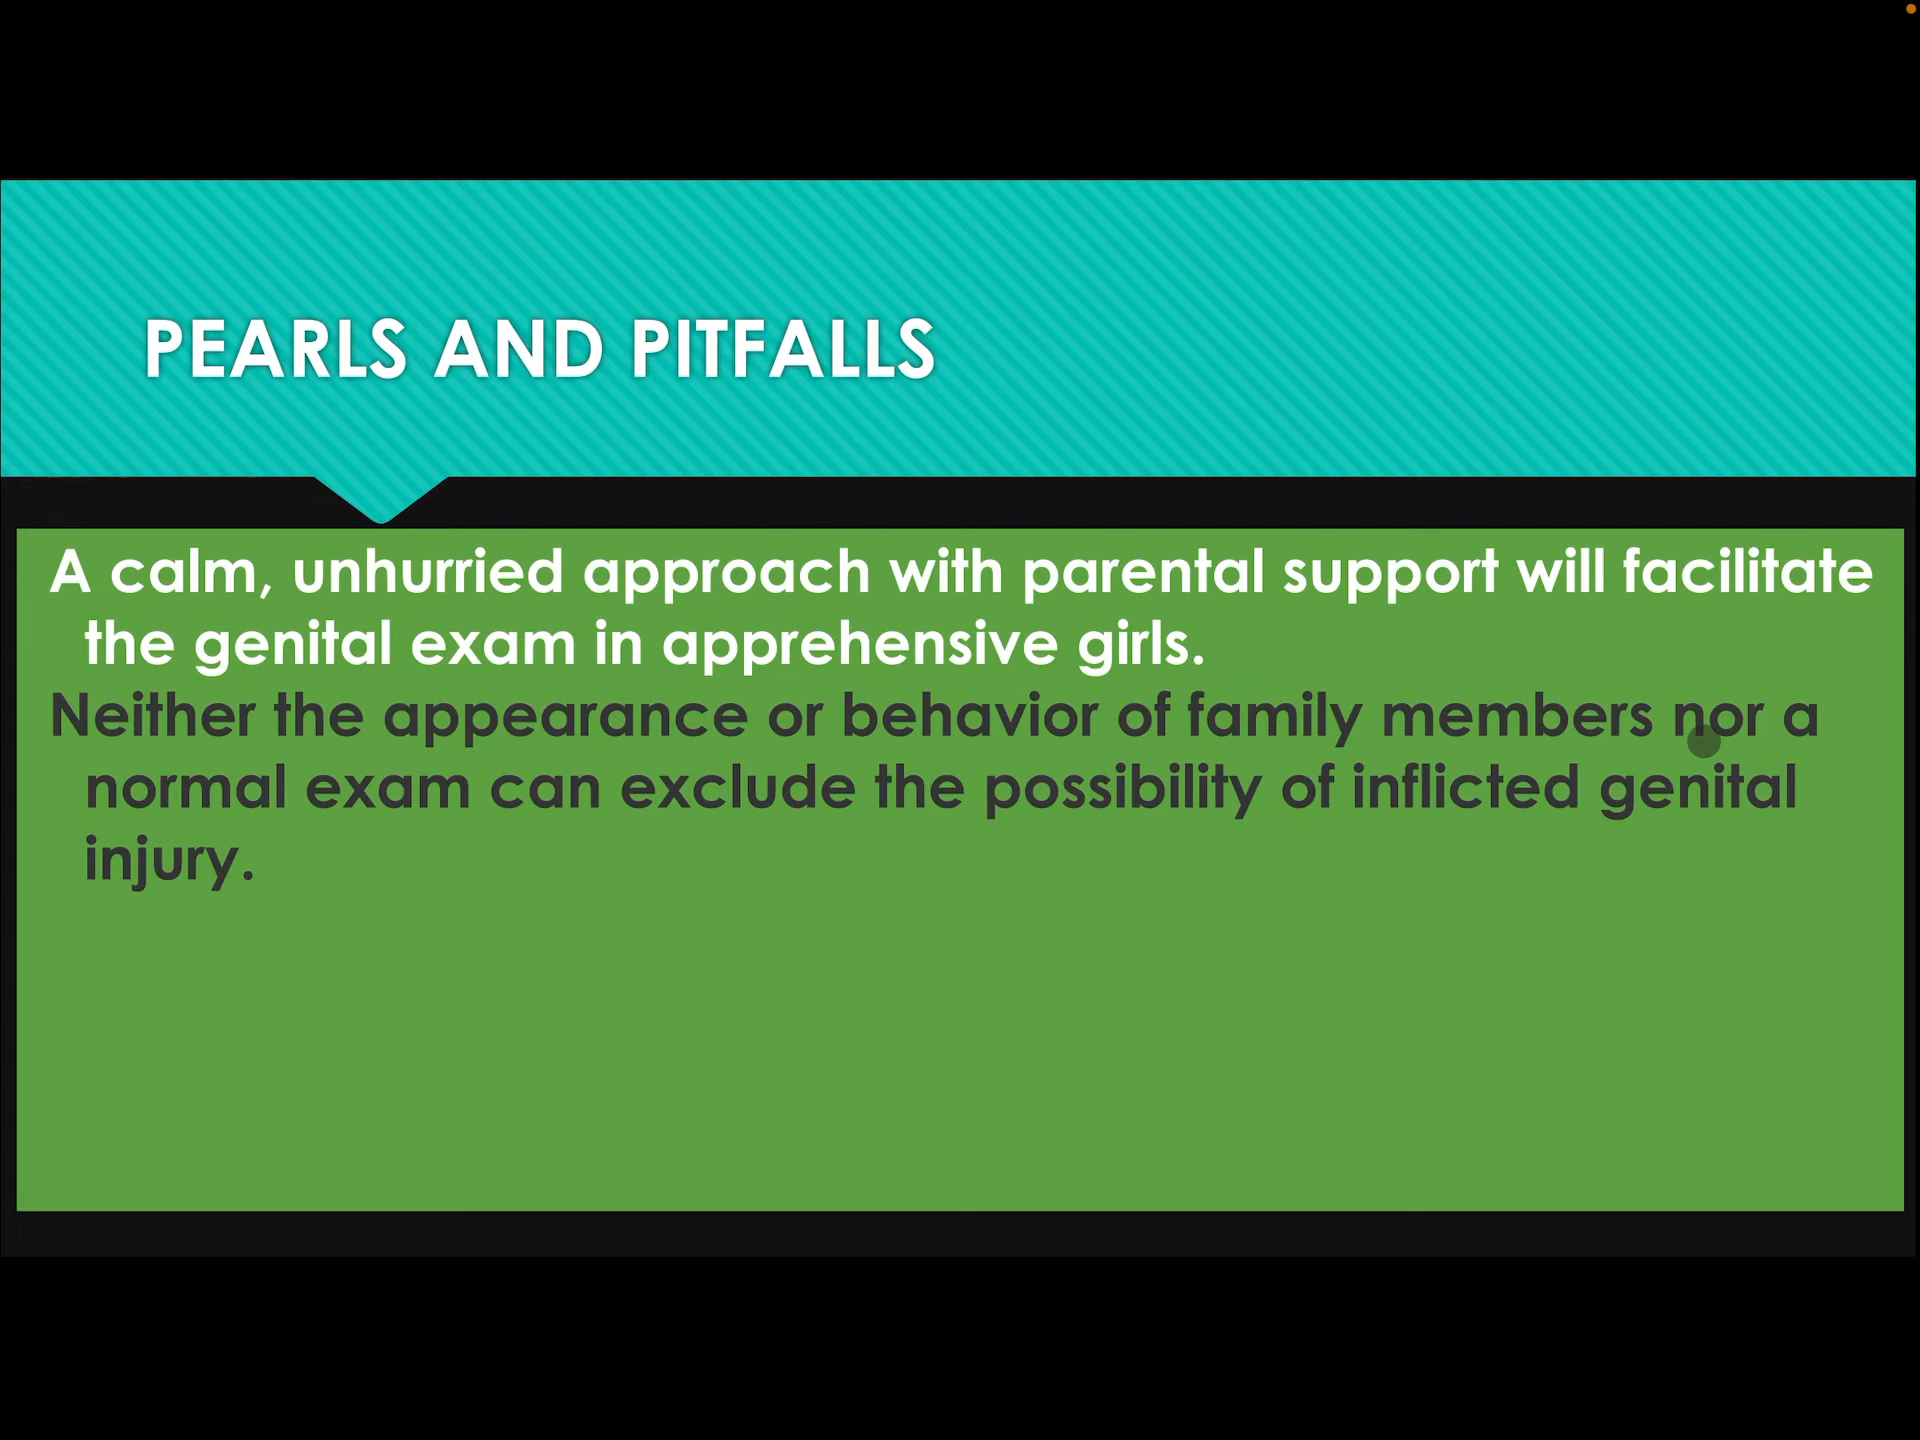 PEARLS AND PITFALLS
A calm, unhurried approach with parental support will facilitate
the genital exam in apprehensive girls.
Neither the appearance or behavior of family members nor a
normal exam can exclude the possibility of inflicted genital
injury.